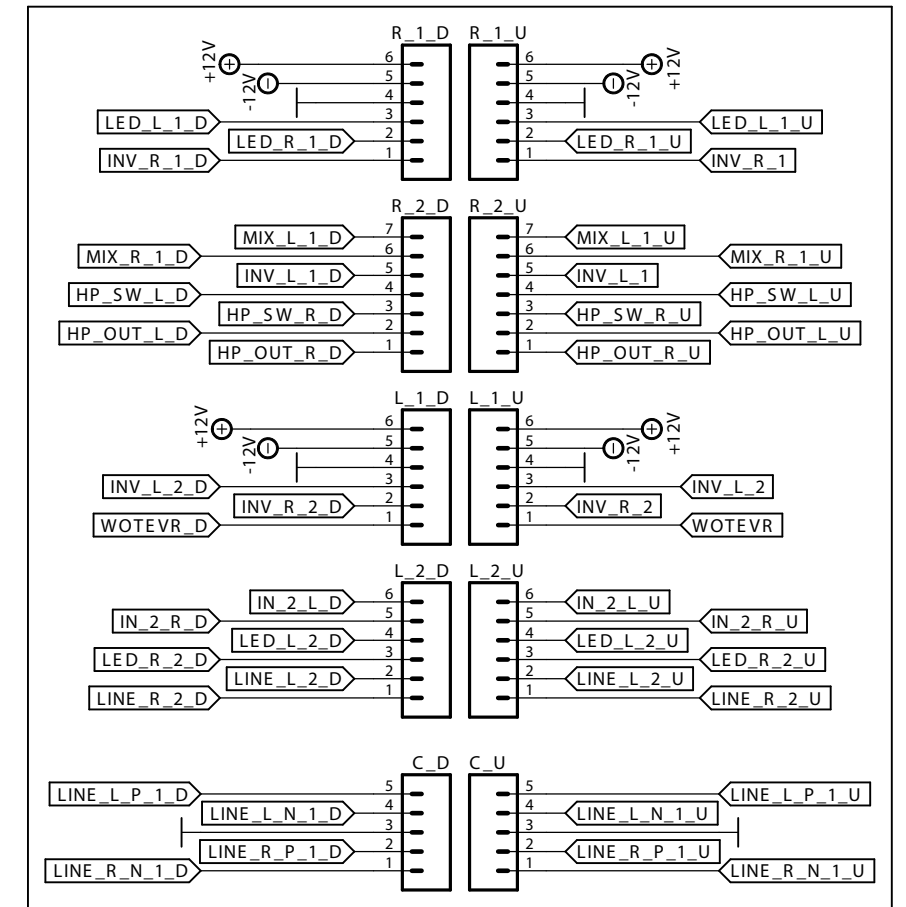 R_1_D R_1_U
+12V 6 6 +12V
-12V 5 5 -12V
4 4
LED_L_1_D 3 3 LED_L_1_U
LED_R_1_D 2 2 LED_R_1_U
INV_R_1_D 1 1 INV_R_1
R_2_D R_2_U
MIX_L_1_D 7 7 MIX_L_1_U
MIX_R_1_D 6 6 MIX_R_1_U
INV_L_1_D 5 5 INV_L_1
HP_SW_L_D 4 4 HP_SW_L_U
HP_SW_R_D 3 3 HP_SW_R_U
HP_OUT_L_D 2 2 HP_OUT_L_U
HP_OUT_R_D 1 1 HP_OUT_R_U
L_1_D L_1_U
+12V 6 6 +12V
-12V 5 5 -12V
4 4
INV_L_2_D 3 3 INV_L_2
INV_R_2_D 2 2 INV_R_2
WOTEVR_D 1 1 WOTEVR
L_2_D L_2_U
IN_2_L_D 6 6 IN_2_L_U
IN_2_R_D 5 5 IN_2_R_U
LED_L_2_D 4 4 LED_L_2_U
LED_R_2_D 3 3 LED_R_2_U
LINE_L_2_D 2 2 LINE_L_2_U
LINE_R_2_D 1 1 LINE_R_2_U
C_D C_U
LINE_L_P_1_D 5 5 LINE_L_P_1_U
LINE_L_N_1_D 4 4 LINE_L_N_1_U
3 3
LINE_R_P_1_D 2 2 LINE_R_P_1_U
LINE_R_N_1_D 1 1 LINE_R_N_1_U